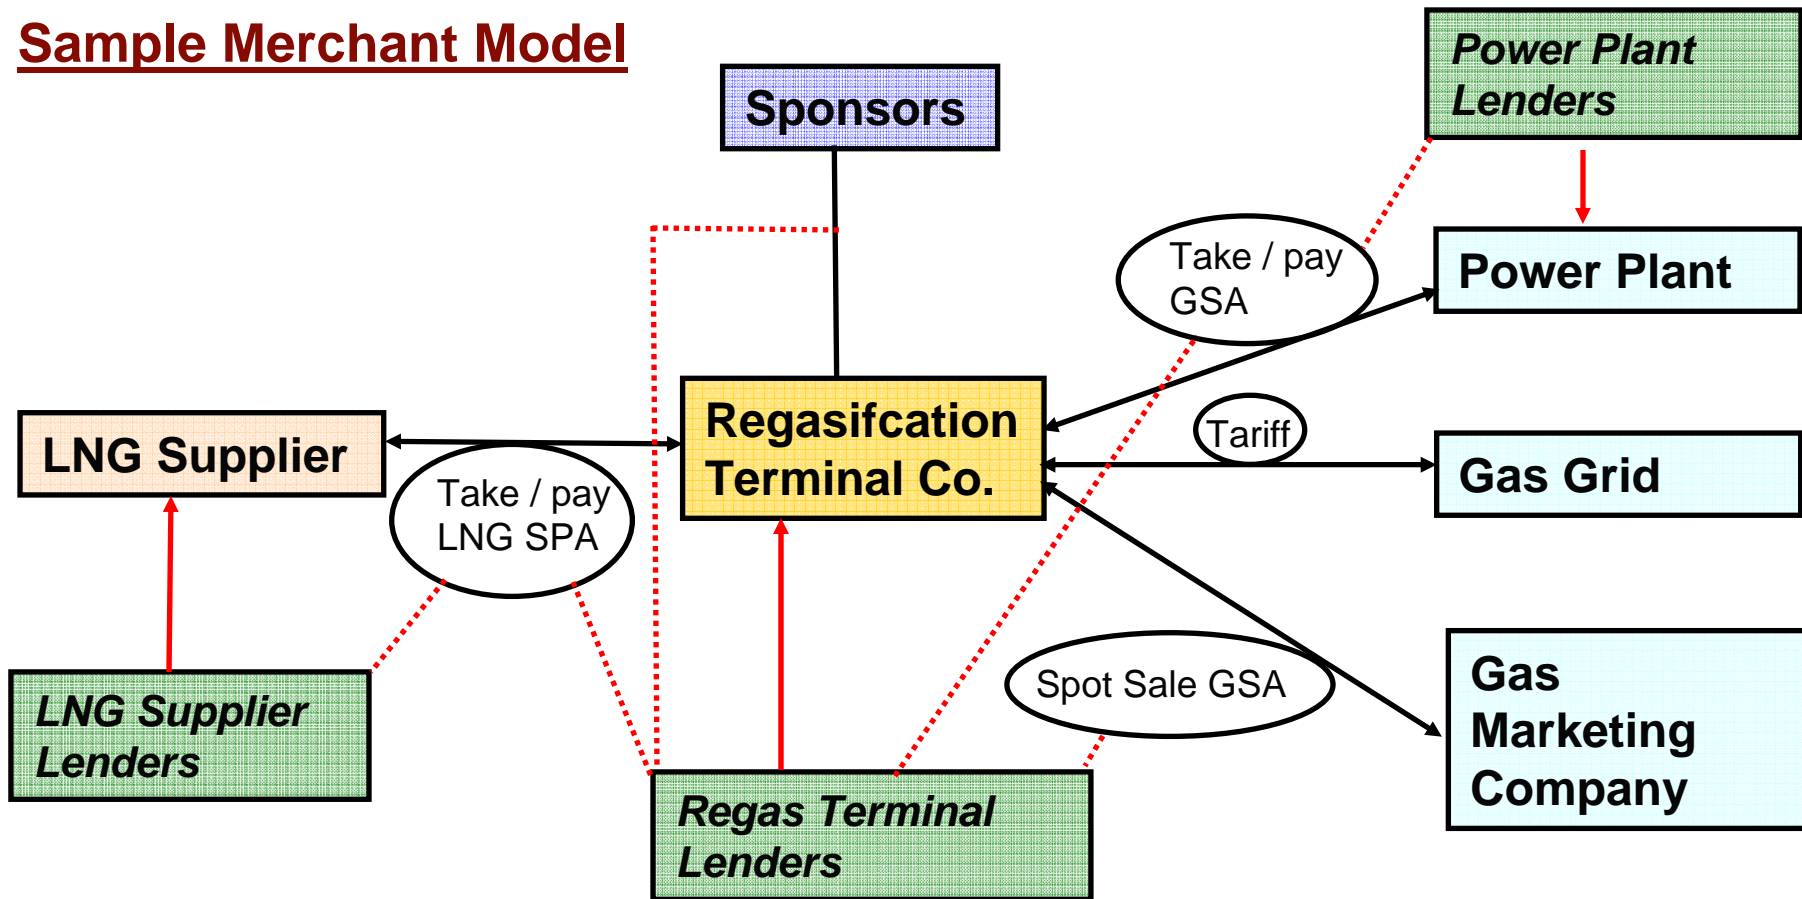 Sample Merchant Model
Power Plant
Lenders
Sponsors
Take / pay
GSA
Power Plant
Regasifcation
Terminal Co.
Tariff
LNG Supplier
Gas Grid
Take / pay
LNG SPA
Spot Sale GSA
Gas
Marketing
Company
LNG Supplier
Lenders
Regas Terminal
Lenders